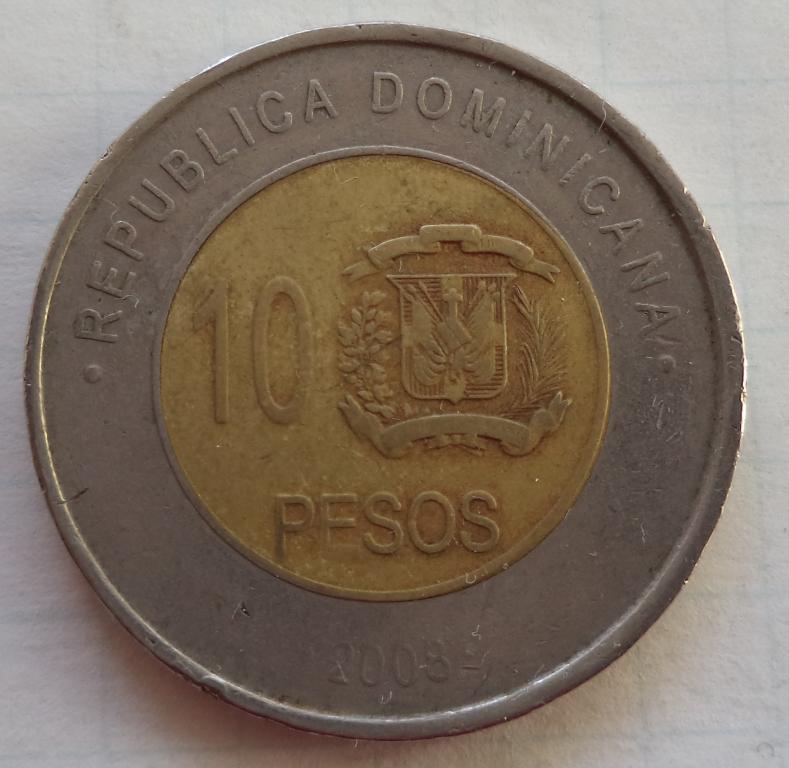 · REPUBLICA DOMINICANA ·
10
PESOS
2008